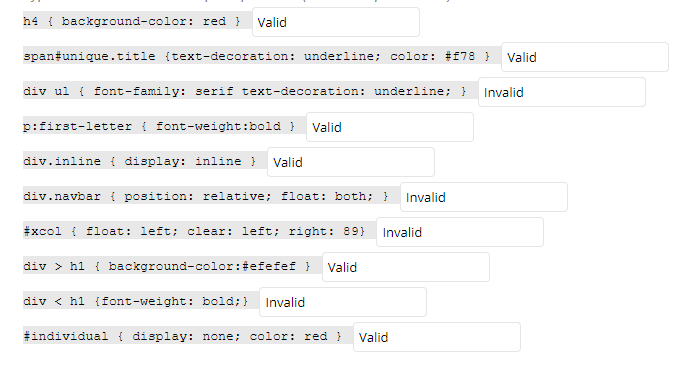 h4 { background-color: red } Valid
span#unique.title {text-decoration: underline; color: #f78 } Valid
div ul { font-family: serif text-decoration: underline; } Invalid
p:first-letter { font-weight:bold } Valid
div.inline { display: inline } Valid
div.navbar { position: relative; float: both; } Invalid
#xcol { float: left; clear: left; right: 89} Invalid
div > h1 { background-color:#efefef } Valid
div < h1 {font-weight: bold;} Invalid
#individual { display: none; color: red } Valid